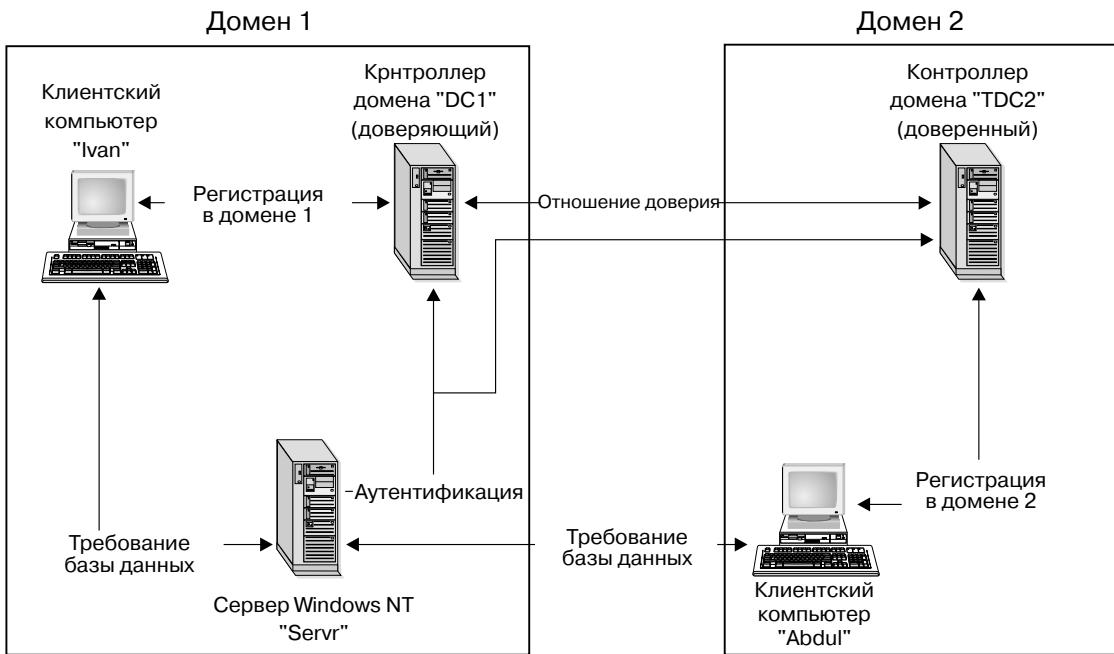 Домен 1
Домен 2
Клиентский
компьютер
"Ivan"
Крнтроллер
домена "DC1"
(доверяющий)
Контроллер
домена "TDC2"
(доверенный)
Регистрация
в домене 1
Отношение доверия
Аутентификация
Требование
базы данных
Требование
базы данных
Регистрация
в домене 2
Сервер Windows NT
"Servr"
Клиентский
компьютер
"Abdul"